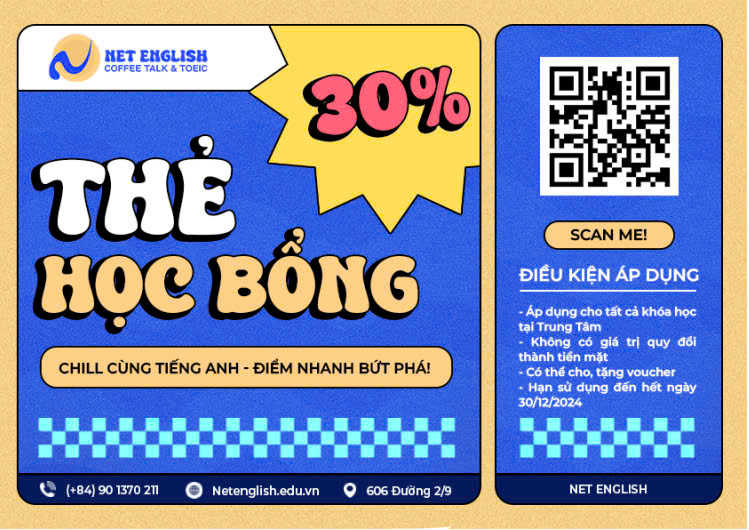 NET ENGLISH
COFFEE TALK & TOEIC
30%
THẺ
HỌC BỔNG
CHILL CÙNG TIẾNG ANH - ĐIỂM NHANH BỨT PHÁ!
(+84) 90 1370 211
Netenglish.edu.vn
606 Đường 2/9
SCAN ME!
ĐIỀU KIỆN ÁP DỤNG
- Áp dụng cho tất cả khóa học
tại Trung Tâm
- Không có giá trị quy đổi
thành tiền mặt
- Có thể cho, tặng voucher
- Hạn sử dụng đến hết ngày
30/12/2024
NET ENGLISH